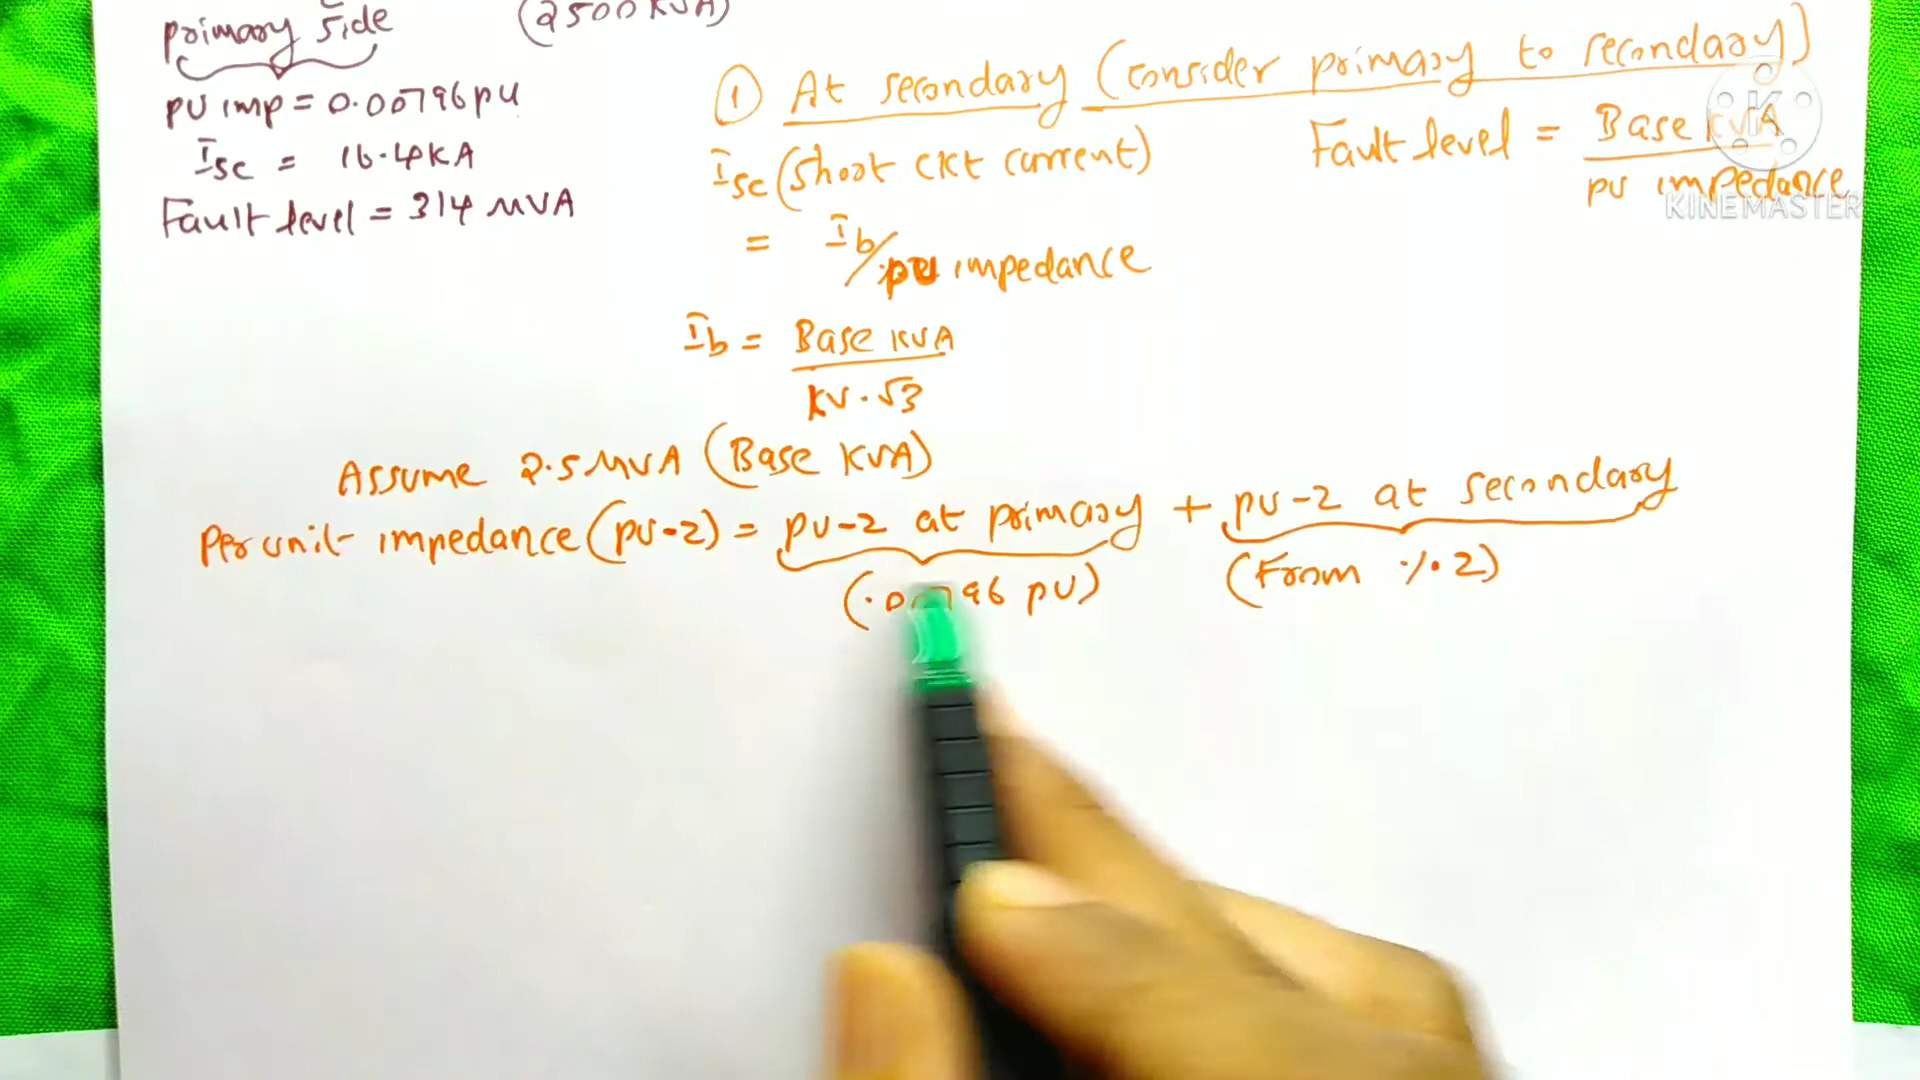 primary side (2500 KVA)
PU imp = 0.00796 PU
Isc = 16.4 KA
Fault level = 314 MVA
① At secondary (consider primary to secondary)
Isc (short ckt current)
= Ib/PU impedance
Fault level = Base KVA / PU impedance
KINEMASTER
Ib = Base KVA / KV . √3
Assume 2.5 MVA (Base KVA)
Per unit impedance (PU-Z) = PU-Z at primary + PU-Z at secondary
(.00796 PU) (From %.Z)